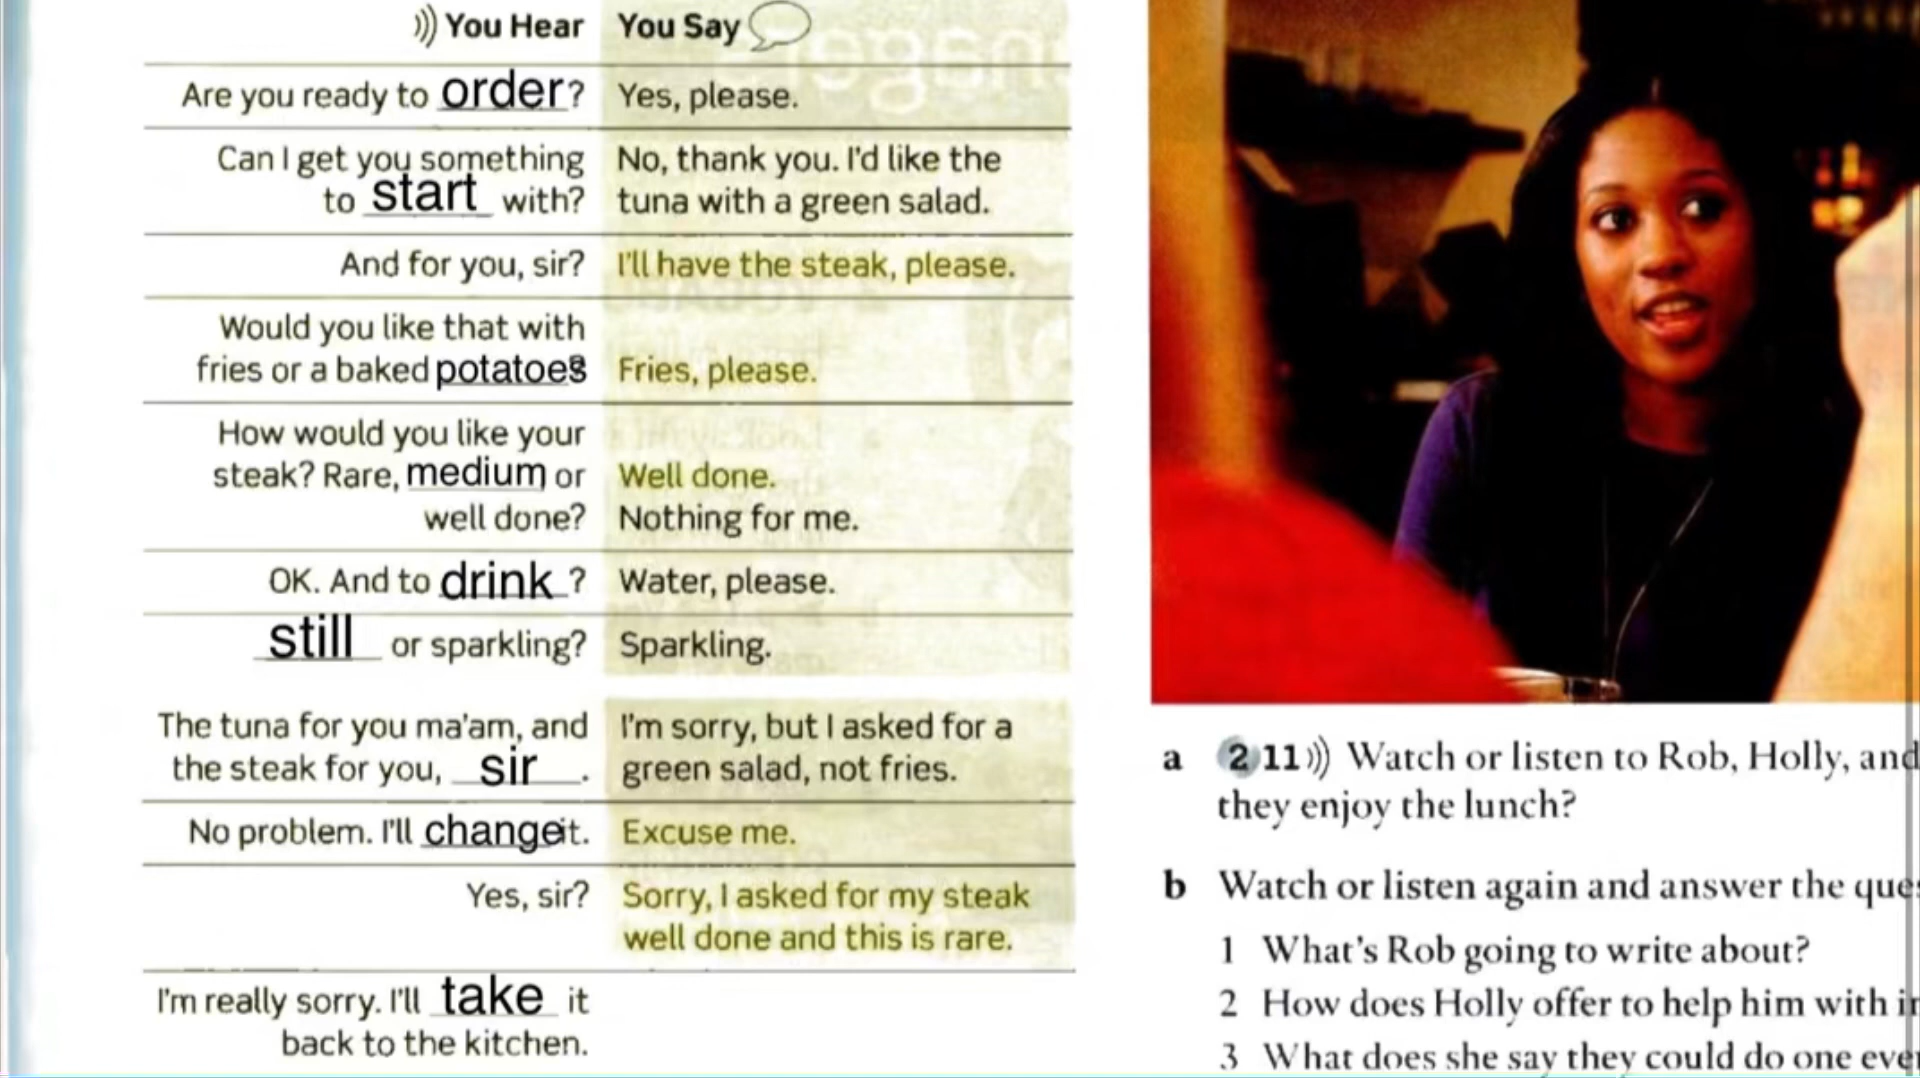 You Hear
You Say
Are you ready to order?
Yes, please.
Can I get you something
to start with?
No, thank you. I'd like the
tuna with a green salad.
And for you, sir?
I'll have the steak, please.
Would you like that with
fries or a baked potatoes
Fries, please.
How would you like your
steak? Rare, medium or
well done?
Well done.
Nothing for me.
OK. And to drink ?
Water, please.
still or sparkling?
Sparkling.
The tuna for you ma'am, and
the steak for you, sir .
I'm sorry, but I asked for a
green salad, not fries.
No problem. I'll change it.
Excuse me.
Yes, sir?
Sorry, I asked for my steak
well done and this is rare.
I'm really sorry. I'll take it
back to the kitchen.
a 2 11 Watch or listen to Rob, Holly, and
they enjoy the lunch?
b Watch or listen again and answer the
1 What's Rob going to write about?
2 How does Holly offer to help him with
3 What does she say they could do one